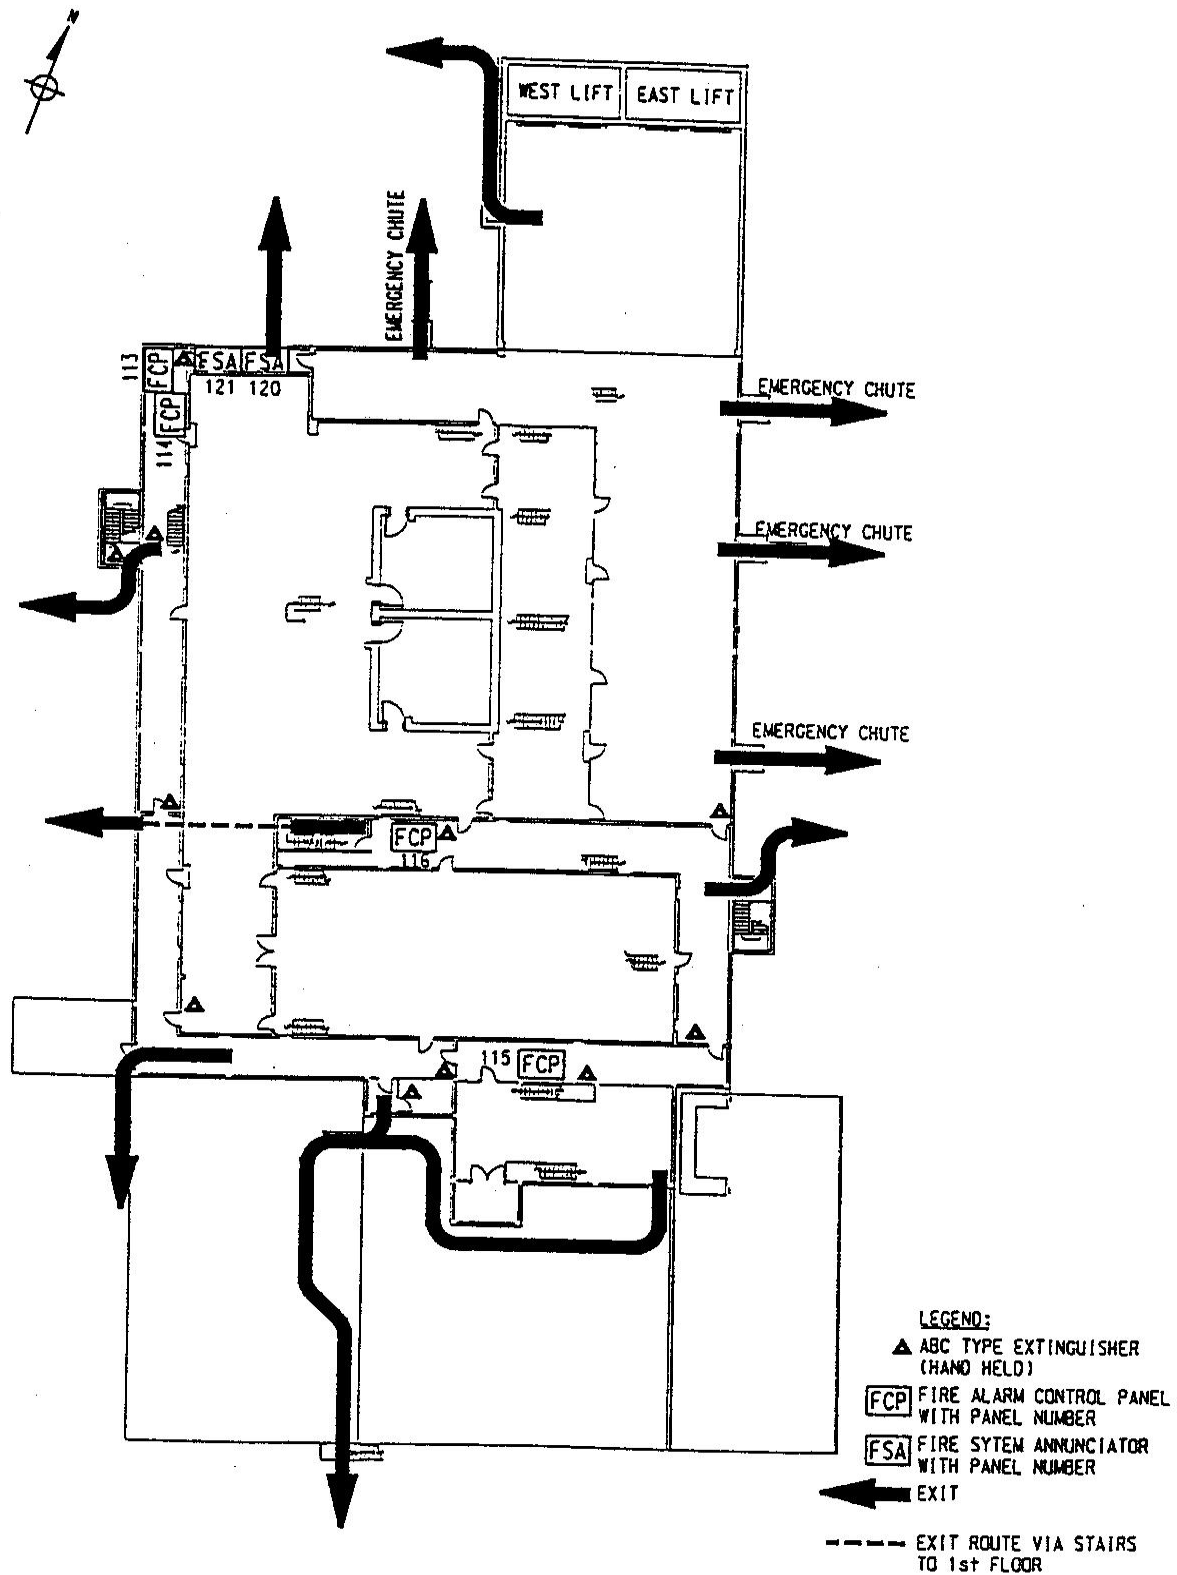 N
WEST LIFT
EAST LIFT
EMERGENCY CHUTE
113
FCP
FSA
FSA
121
120
FCP
114
EMERGENCY CHUTE
EMERGENCY CHUTE
EMERGENCY CHUTE
FCP
116
115
FCP
LEGEND:
ABC TYPE EXTINGUISHER
(HAND HELD)
FCP
FIRE ALARM CONTROL PANEL
WITH PANEL NUMBER
FSA
FIRE SYTEM ANNUNCIATOR
WITH PANEL NUMBER
EXIT
EXIT ROUTE VIA STAIRS
TO 1st FLOOR